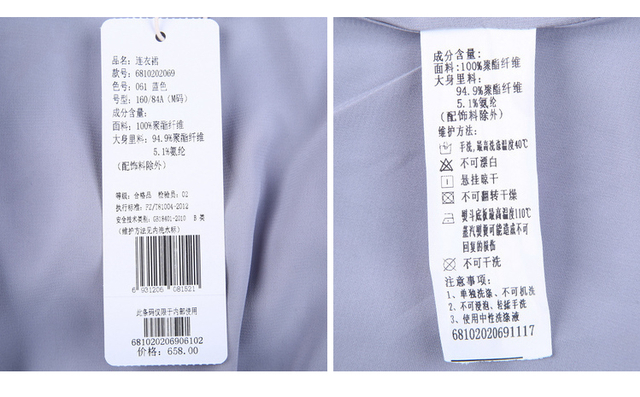 品名: 连衣裙
款号: 6810202069
色号: 061 蓝色
号型: 160/84A (M码)
成分含量:
面料: 100%聚酯纤维
大身里料: 94.9%聚酯纤维
5.1%氨纶
(配饰料除外)
等级: 合格品 检验员: 02
执行标准: FZ/T81004-2012
安全技术类别: GB18401-2010 B 类
(维护方法见内洗水标)
6 931206 081521
此条码仅限于内部使用
681020206906102
价格: 658.00
成分含量:
面料: 100%聚酯纤维
大身里料:
94.9%聚酯纤维
5.1%氨纶
(配饰料除外)
维护方法:
手洗,最高洗涤温度40℃
不可漂白
悬挂晾干
不可翻转干燥
熨斗底板最高温度110℃
蒸汽熨烫可能造成不可
回复的损伤
不可干洗
注意事项:
1、单独洗涤、不可机洗
2、不可浸泡、轻揉手洗
3、使用中性洗涤液
68102020691117